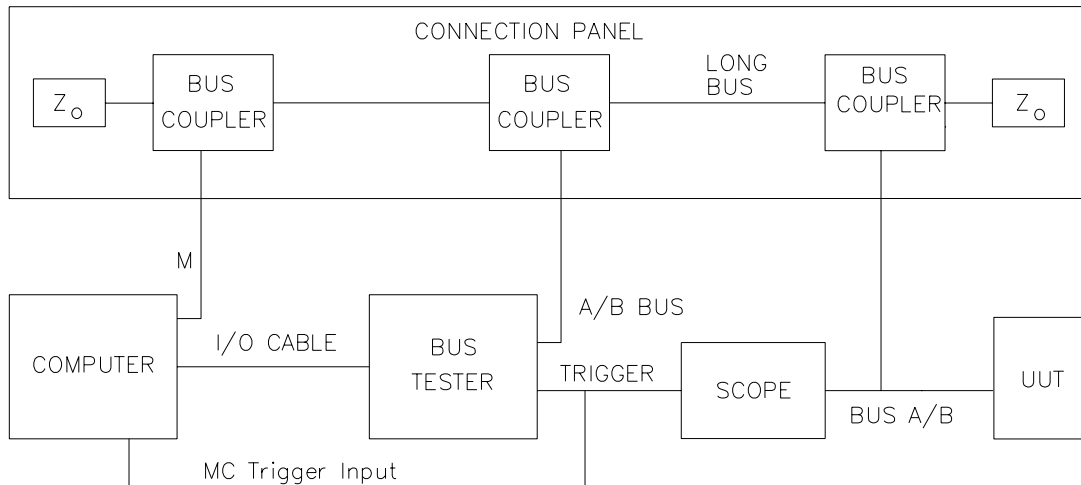 CONNECTION PANEL
Z
O
BUS
COUPLER
BUS
COUPLER
LONG
BUS
BUS
COUPLER
Z
O
M
A/B BUS
COMPUTER
I/O CABLE
BUS
TESTER
TRIGGER
SCOPE
BUS A/B
UUT
MC Trigger Input